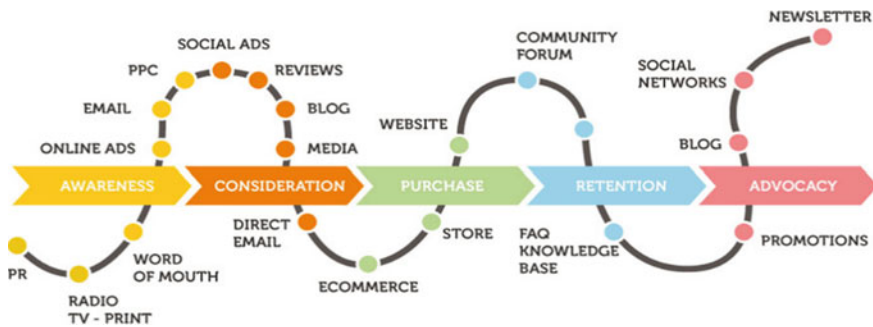 NEWSLETTER
SOCIAL ADS
COMMUNITY
FORUM
PPC
REVIEWS
SOCIAL
NETWORKS
EMAIL
BLOG
WEBSITE
ONLINE ADS
MEDIA
BLOG
AWARENESS
CONSIDERATION
PURCHASE
RETENTION
ADVOCACY
DIRECT
EMAIL
STORE
FAQ
KNOWLEDGE
BASE
PROMOTIONS
WORD
OF MOUTH
PR
ECOMMERCE
RADIO
TV - PRINT